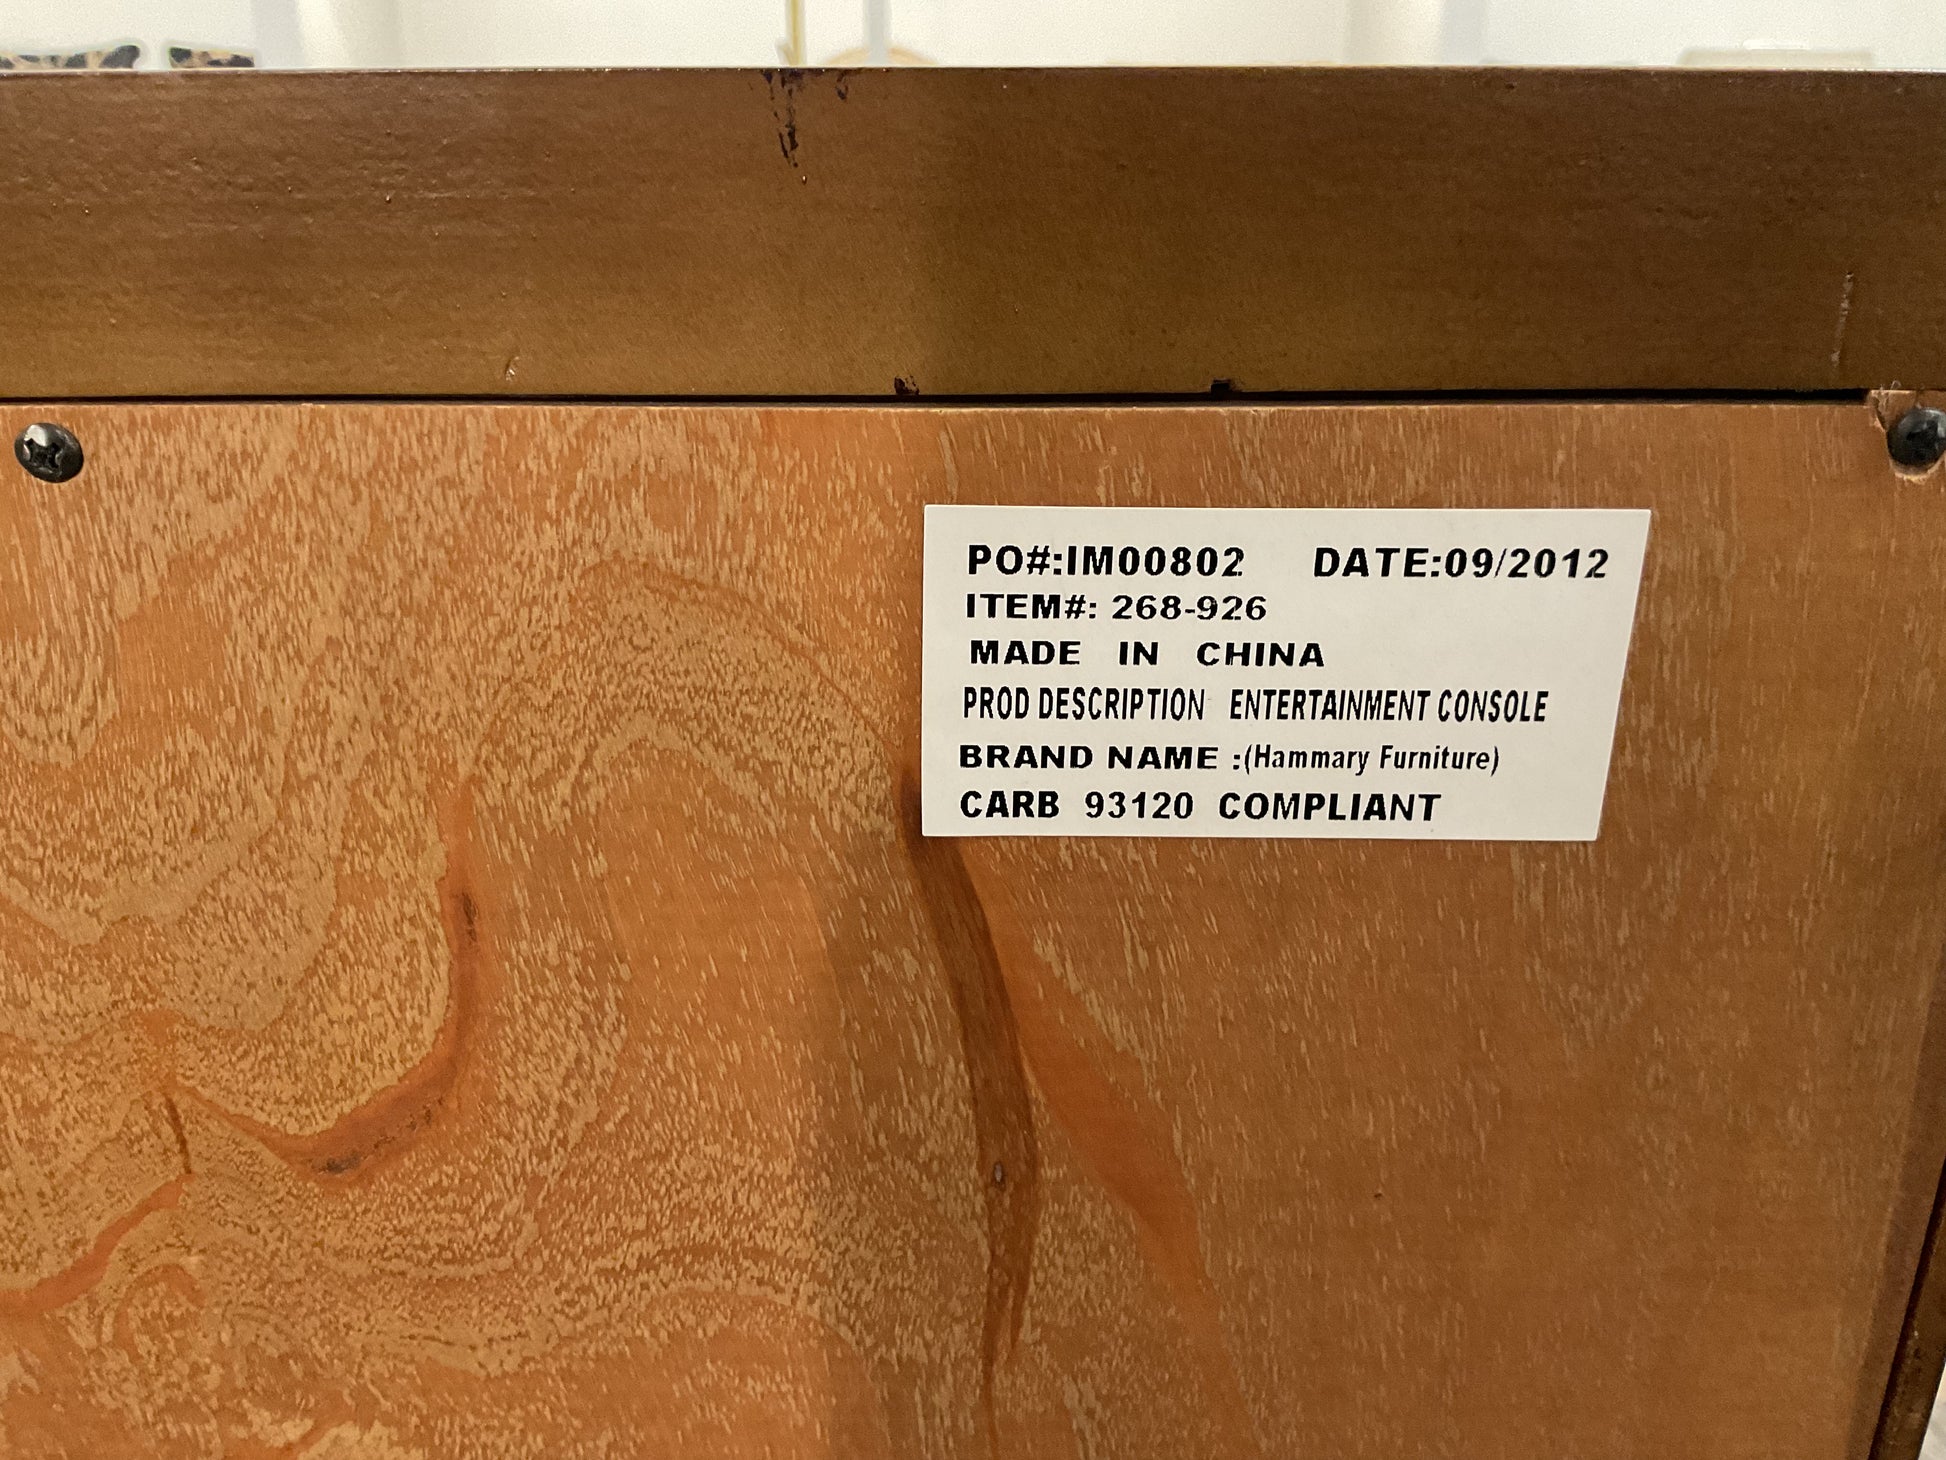 PO#:IM00802 DATE:09/2012
ITEM#: 268-926
MADE IN CHINA
PROD DESCRIPTION ENTERTAINMENT CONSOLE
BRAND NAME :(Hammary Furniture)
CARB 93120 COMPLIANT